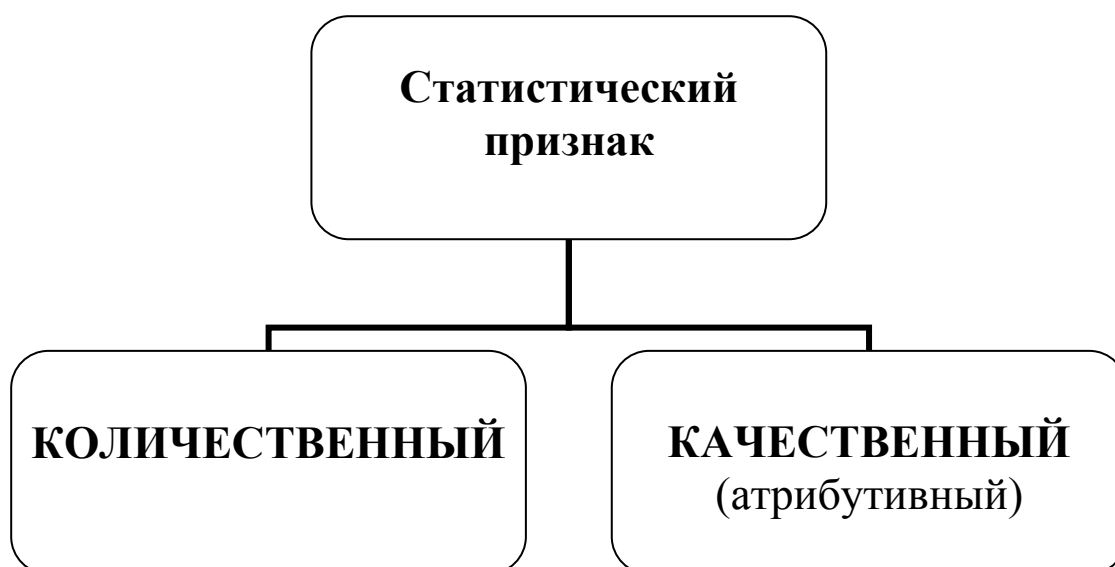 Статистический
признак
КОЛИЧЕСТВЕННЫЙ
КАЧЕСТВЕННЫЙ
(атрибутивный)